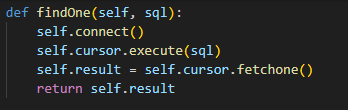 def findOne(self, sql):
    self.connect()
    self.cursor.execute(sql)
    self.result = self.cursor.fetchone()
    return self.result